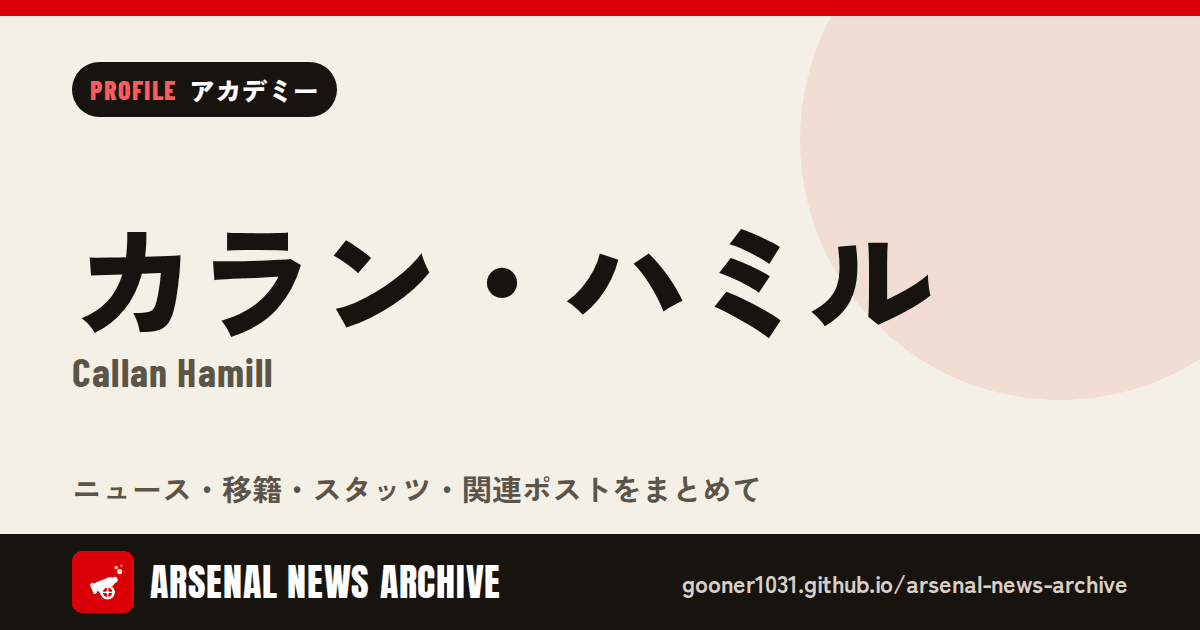 PROFILE アカデミー
カラン・ハミル
Callan Hamill
ニュース・移籍・スタッツ・関連ポストをまとめて
ARSENAL NEWS ARCHIVE
gooner1031.github.io/arsenal-news-archive